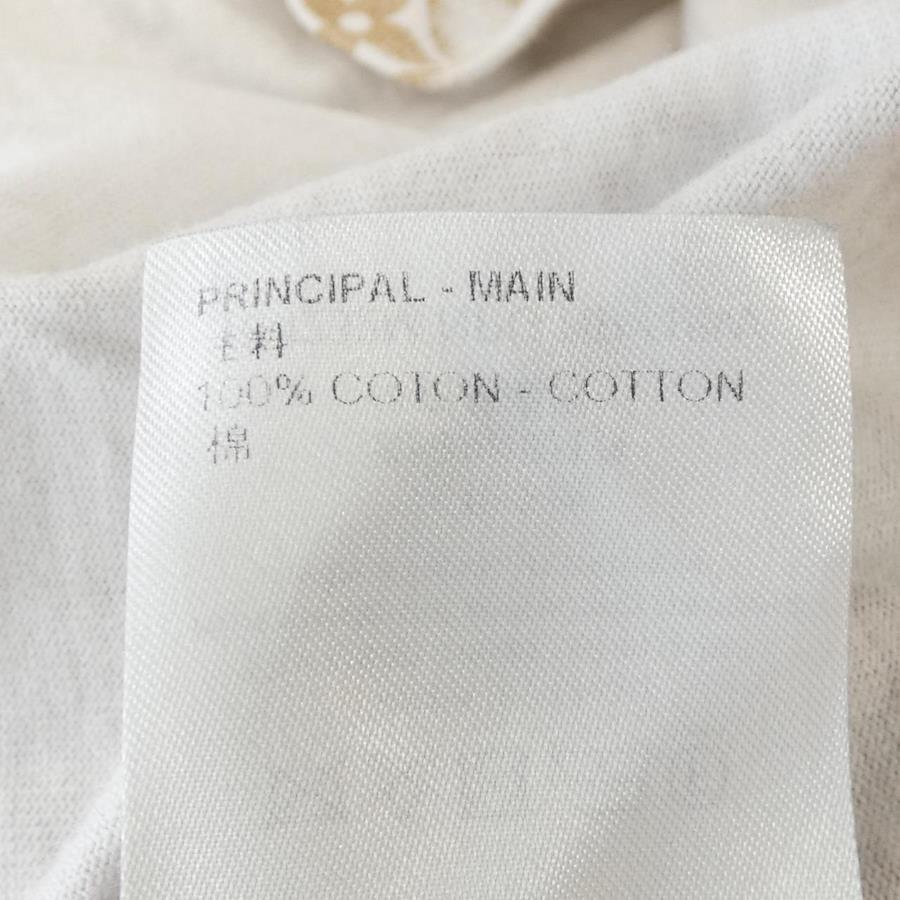 PRINCIPAL - MAIN
主料
100% COTON - COTTON
棉